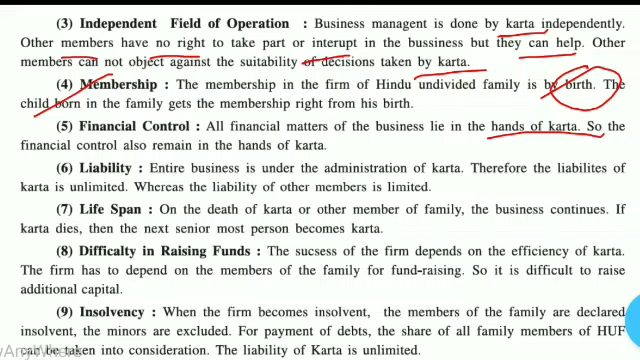 (3) Independent Field of Operation : Business managent is done by karta independently.
Other members have no right to take part or interupt in the bussiness but they can help. Other
members can not object against the suitability of decisions taken by karta.
(4) Membership : The membership in the firm of Hindu undivided family is by birth. The
child born in the family gets the membership right from his birth.
(5) Financial Control : All financial matters of the business lie in the hands of karta. So the
financial control also remain in the hands of karta.
(6) Liability : Entire business is under the administration of karta. Therefore the liabilites of
karta is unlimited. Whereas the liability of other members is limited.
(7) Life Span : On the death of karta or other member of family, the business continues. If
karta dies, then the next senior most person becomes karta.
(8) Difficulty in Raising Funds : The sucsess of the firm depends on the efficiency of karta.
The firm has to depend on the members of the family for fund-raising. So it is difficult to raise
additional capital.
(9) Insolvency : When the firm becomes insolvent, the members of the family are declared
insolvent, the minors are excluded. For payment of debts, the share of all family members of HUF
can be taken into consideration. The liability of Karta is unlimited.